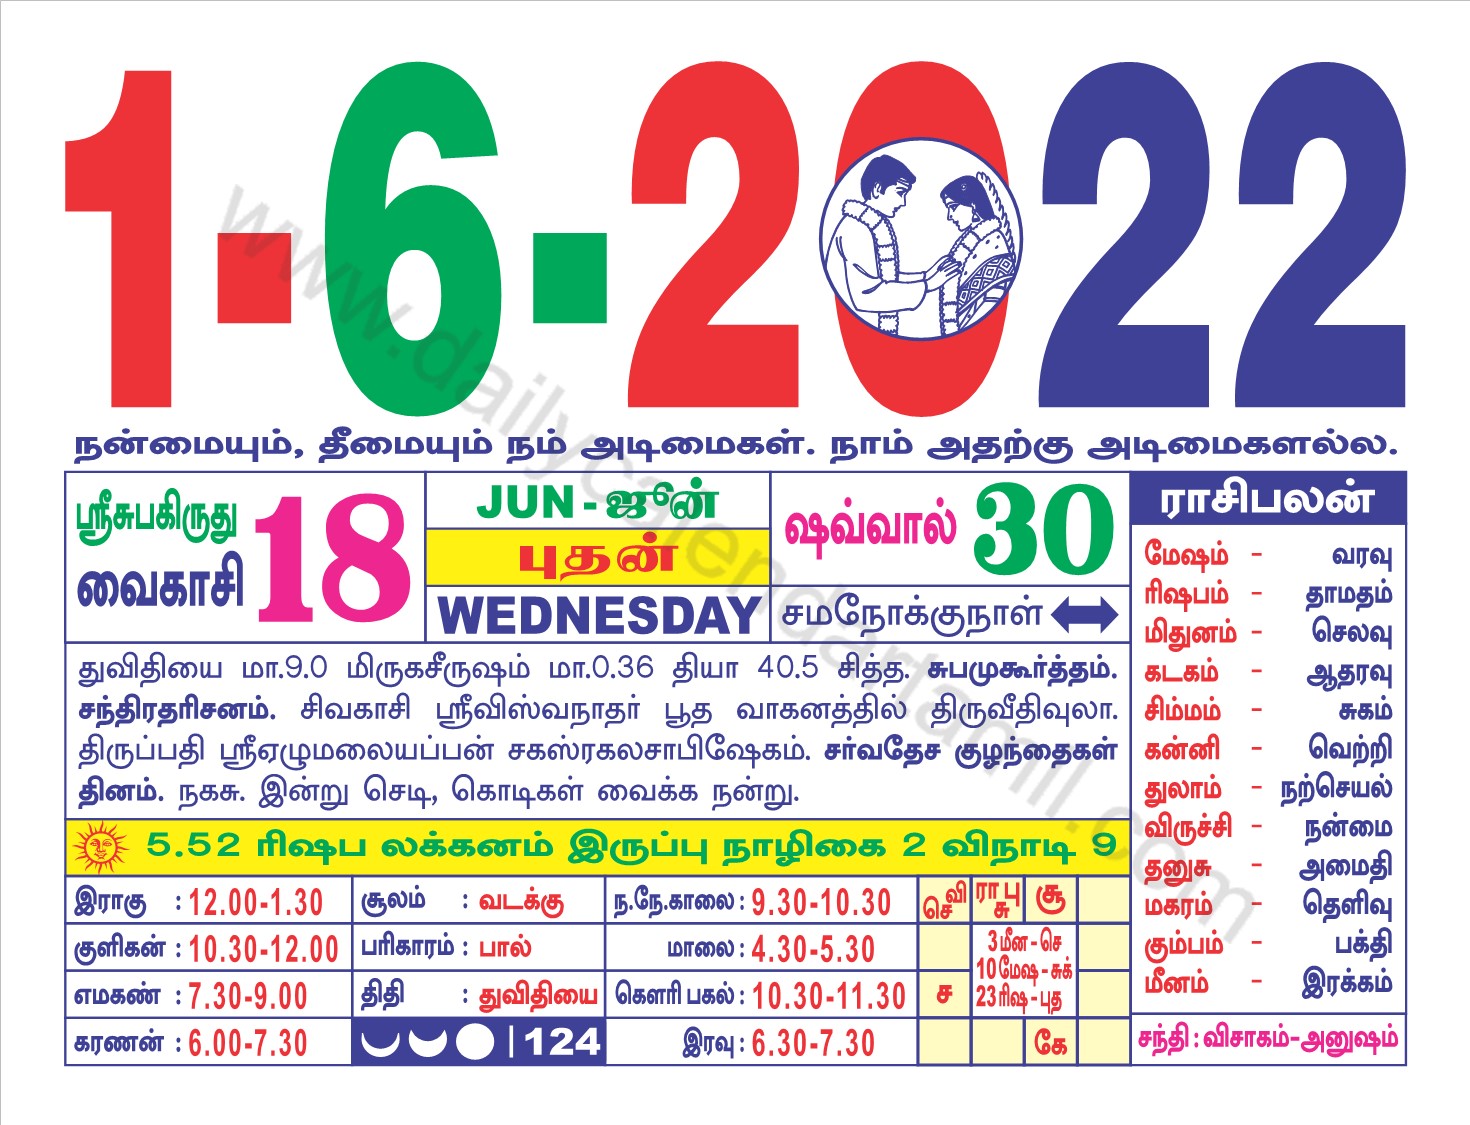 1-6-2022
நன்மையும், தீமையும் நம் அடிமைகள். நாம் அதற்கு அடிமைகளல்ல.
ஸ்ரீசுபகிருது
வைகாசி 18
JUN - ஜூன்
புதன்
WEDNESDAY
ஷவ்வால் 30
சமநோக்குநாள்
துவிதியை மா.9.0 மிருகசீருஷம் மா.0.36 தியா 40.5 சித்த. சுபமுகூர்த்தம்.
சந்திரதரிசனம். சிவகாசி ஸ்ரீவிஸ்வநாதர் பூத வாகனத்தில் திருவீதிவுலா.
திருப்பதி ஸ்ரீஏழுமலையப்பன் சகஸ்ரகலசாபிஷேகம். சர்வதேச குழந்தைகள்
தினம். நகசு. இன்று செடி, கொடிகள் வைக்க நன்று.
5.52 ரிஷப லக்கனம் இருப்பு நாழிகை 2 விநாடி 9
இராகு : 12.00-1.30
குளிகன் : 10.30-12.00
எமகண் : 7.30-9.00
கரணன் : 6.00-7.30
சூலம் : வடக்கு
பரிகாரம் : பால்
திதி : துவிதியை
| 124
ந.நே.காலை : 9.30-10.30
மாலை : 4.30-5.30
கௌரி பகல் : 10.30-11.30
இரவு : 6.30-7.30
செ வி
ரா பு சு
சூ
3 மீன - செ
10 மேஷ - சுக்
23 ரிஷ - புத
ச
கே
ராசிபலன்
மேஷம் - வரவு
ரிஷபம் - தாமதம்
மிதுனம் - செலவு
கடகம் - ஆதரவு
சிம்மம் - சுகம்
கன்னி - வெற்றி
துலாம் - நற்செயல்
விருச்சி - நன்மை
தனுசு - அமைதி
மகரம் - தெளிவு
கும்பம் - பக்தி
மீனம் - இரக்கம்
சந்தி : விசாகம்-அனுஷம்
www.dailycalendartamil.com